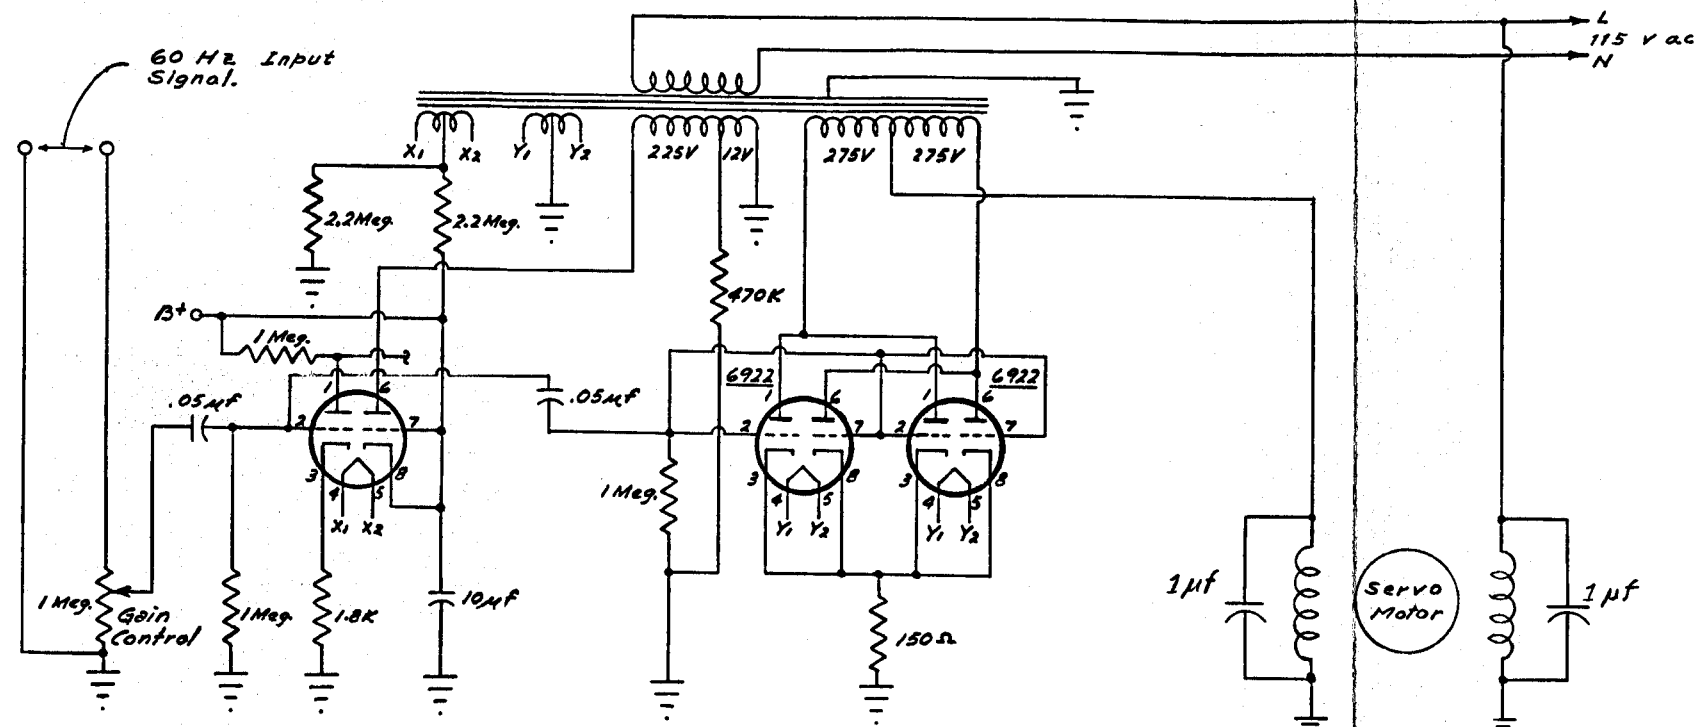 L
115 v ac
N
60 Hz Input
Signal.
X1 X2 Y1 Y2 225V 12V 275V 275V
2.2Meg. 2.2Meg.
470K
B+
1 Meg.
6922 6922
.05μf .05μf
1 6 1 6 1 6
2 7 2 7 2 7
3 4 5 8 3 4 5 8 3 4 5 8
X1 X2 Y1 Y2 Y1 Y2
1 Meg.
1 Meg. Gain
Control
1Meg. 1.8K 10μf
150Ω
1μf Servo
Motor 1μf